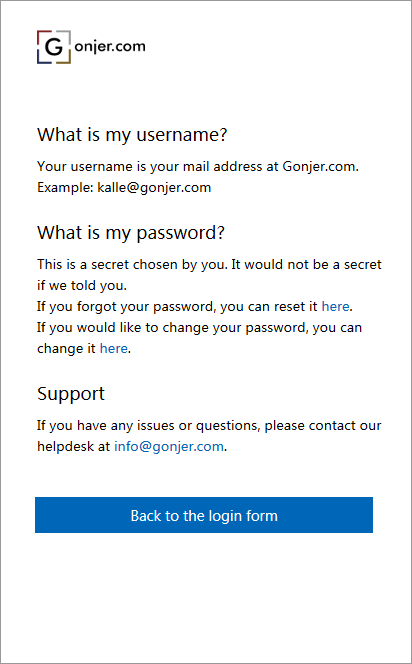 Gonjer.com
What is my username?
Your username is your mail address at Gonjer.com.
Example: kalle@gonjer.com
What is my password?
This is a secret chosen by you. It would not be a secret
if we told you.
If you forgot your password, you can reset it here.
If you would like to change your password, you can
change it here.
Support
If you have any issues or questions, please contact our
helpdesk at info@gonjer.com.
Back to the login form